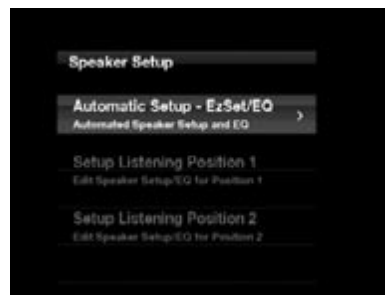 Speaker Setup
Automatic Setup - EzSet/EQ
Automated Speaker Setup and EQ
Setup Listening Position 1
Edit Speaker Setup/EQ for Position 1
Setup Listening Position 2
Edit Speaker Setup/EQ for Position 2